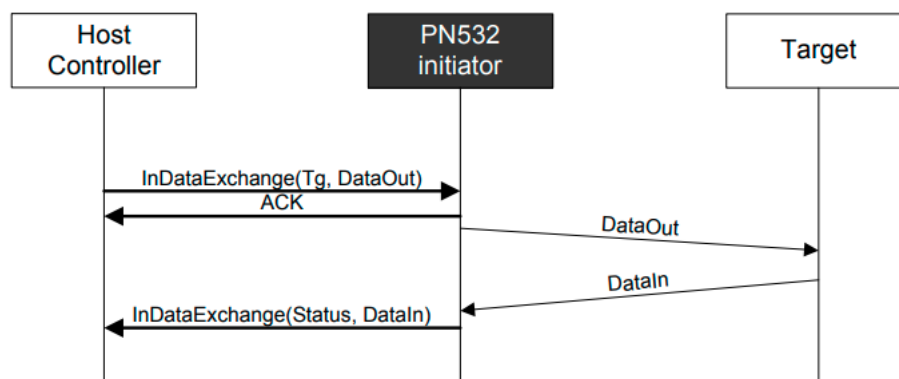 Host
Controller
PN532
initiator
Target
InDataExchange(Tg, DataOut)
ACK
DataOut
DataIn
InDataExchange(Status, DataIn)